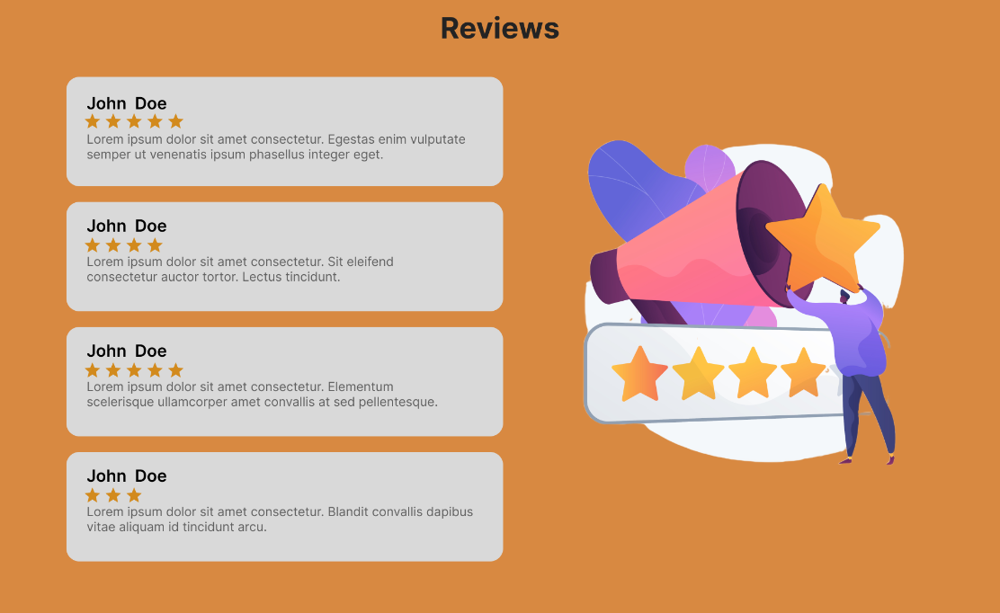 Reviews
John Doe
Lorem ipsum dolor sit amet consectetur. Egestas enim vulputate
semper ut venenatis ipsum phasellus integer eget.
John Doe
Lorem ipsum dolor sit amet consectetur. Sit eleifend
consectetur auctor tortor. Lectus tincidunt.
John Doe
Lorem ipsum dolor sit amet consectetur. Elementum
scelerisque ullamcorper amet convallis at sed pellentesque.
John Doe
Lorem ipsum dolor sit amet consectetur. Blandit convallis dapibus
vitae aliquam id tincidunt arcu.